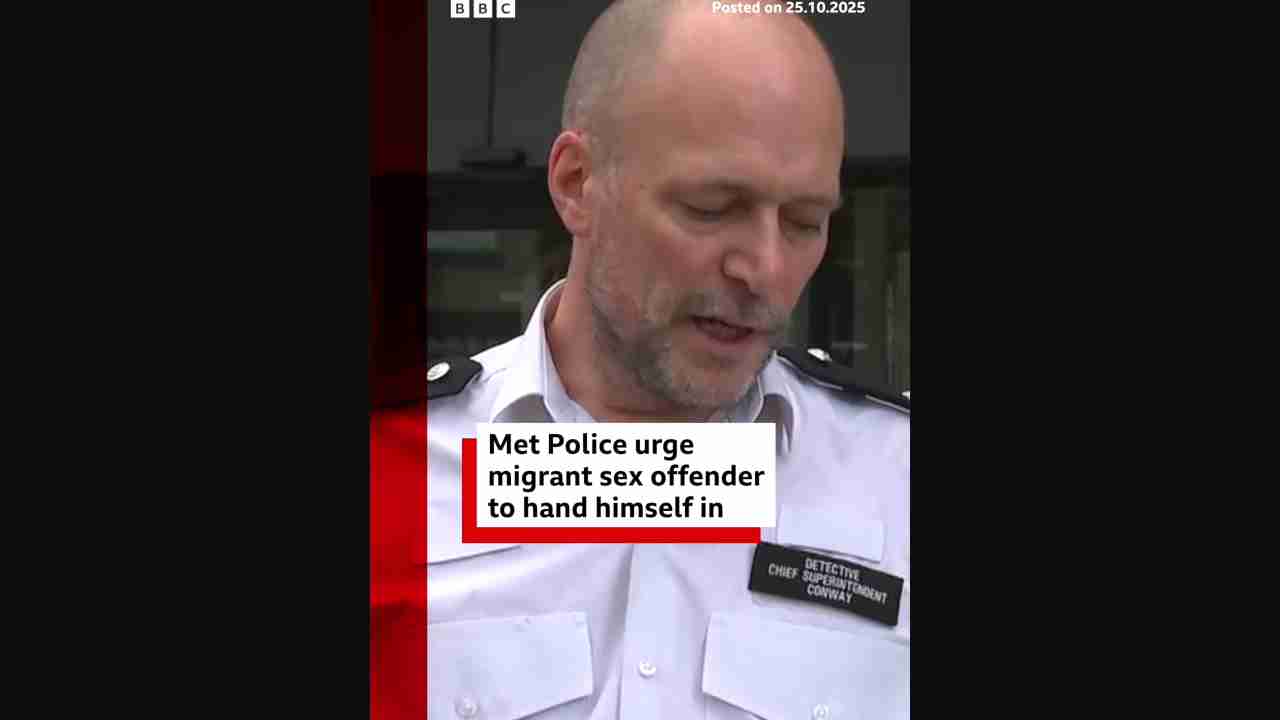 BBC
Posted on 25.10.2025
Met Police urge
migrant sex offender
to hand himself in
DETECTIVE
CHIEF SUPERINTENDENT
CONWAY